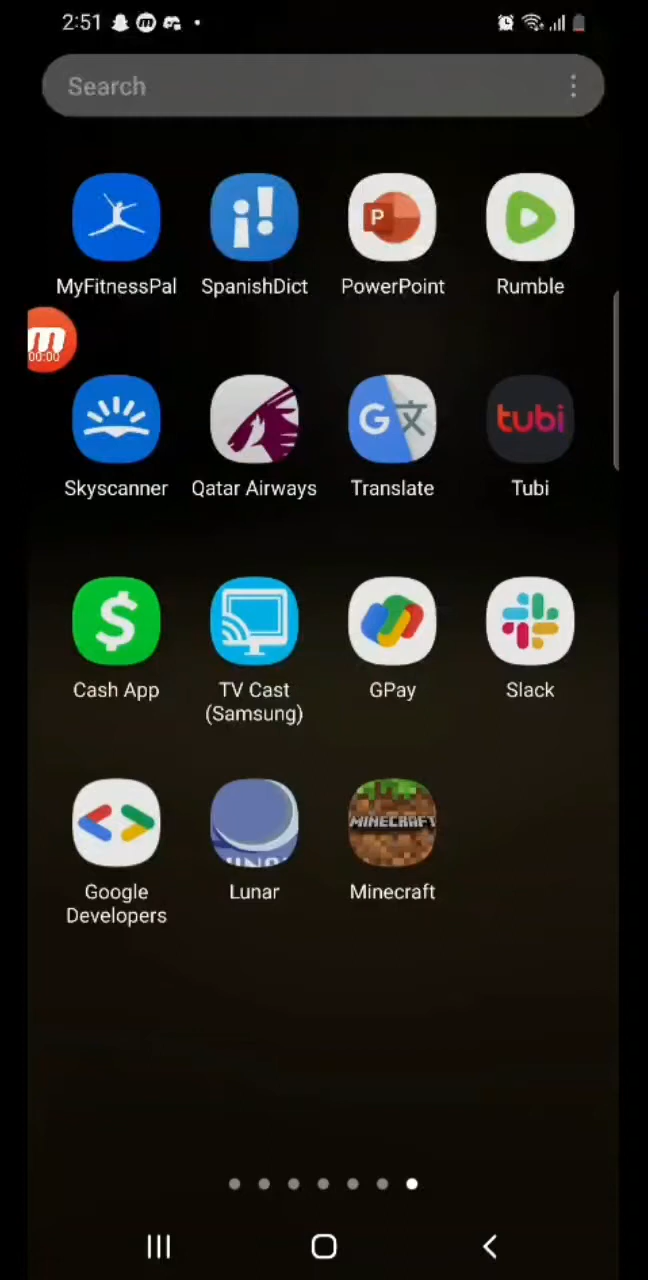 2:51
Search
MyFitnessPal
SpanishDict
PowerPoint
Rumble
00:00
Skyscanner
Qatar Airways
Translate
tubi
Tubi
Cash App
TV Cast
(Samsung)
GPay
Slack
Google
Developers
Lunar
MINECRAFT
Minecraft